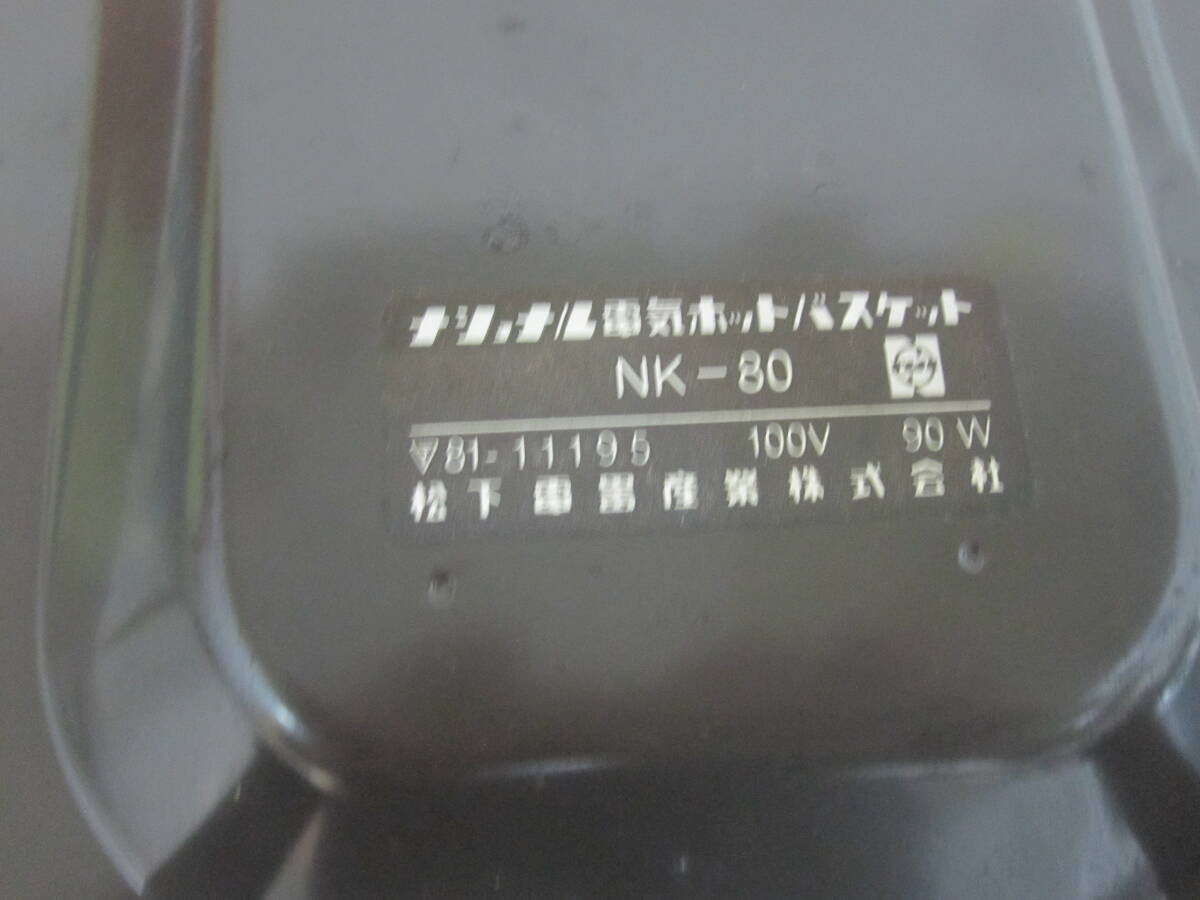 ナショナル電気ホットバスケット
NK-80
▽81-11195 100V 90W
松下電器産業株式会社